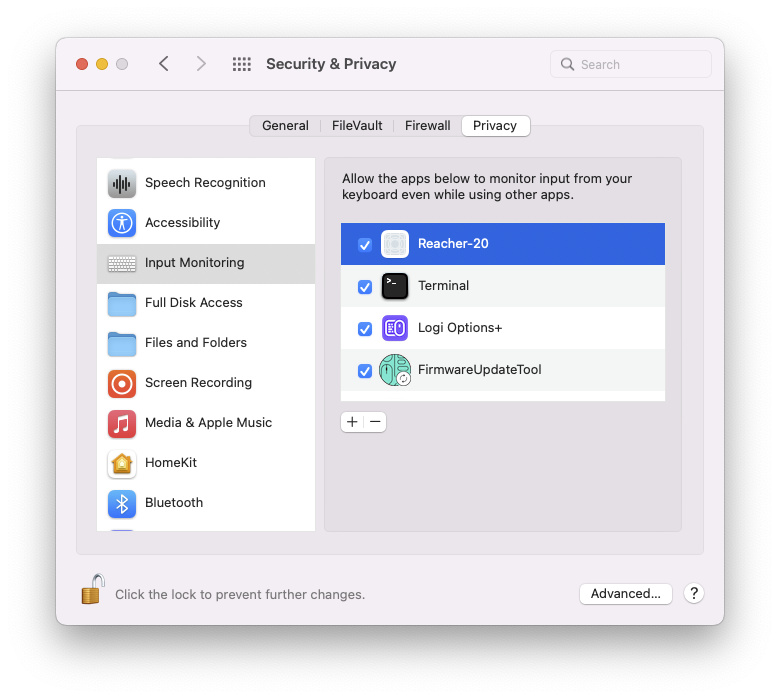 Security & Privacy
Search
General
FileVault
Firewall
Privacy
Speech Recognition
Accessibility
Input Monitoring
Full Disk Access
Files and Folders
Screen Recording
Media & Apple Music
HomeKit
Bluetooth
Allow the apps below to monitor input from your
keyboard even while using other apps.
Reacher-20
Terminal
Logi Options+
FirmwareUpdateTool
Click the lock to prevent further changes.
Advanced...
?